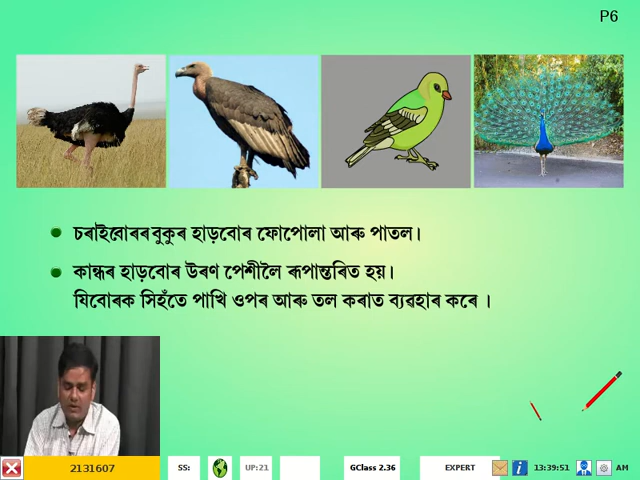 P6
চৰাইবোৰৰ বুকুৰ হাড়বোৰ ফোপোলা আৰু পাতল।
কান্ধৰ হাড়বোৰ উৰণ পেশীলৈ ৰূপান্তৰিত হয়।
যিবোৰক সিহঁতে পাখি ওপৰ আৰু তল কৰাত ব্যৱহাৰ কৰে ।
2131607 SS: UP:21 GClass 2.36 EXPERT 13:39:51 AM